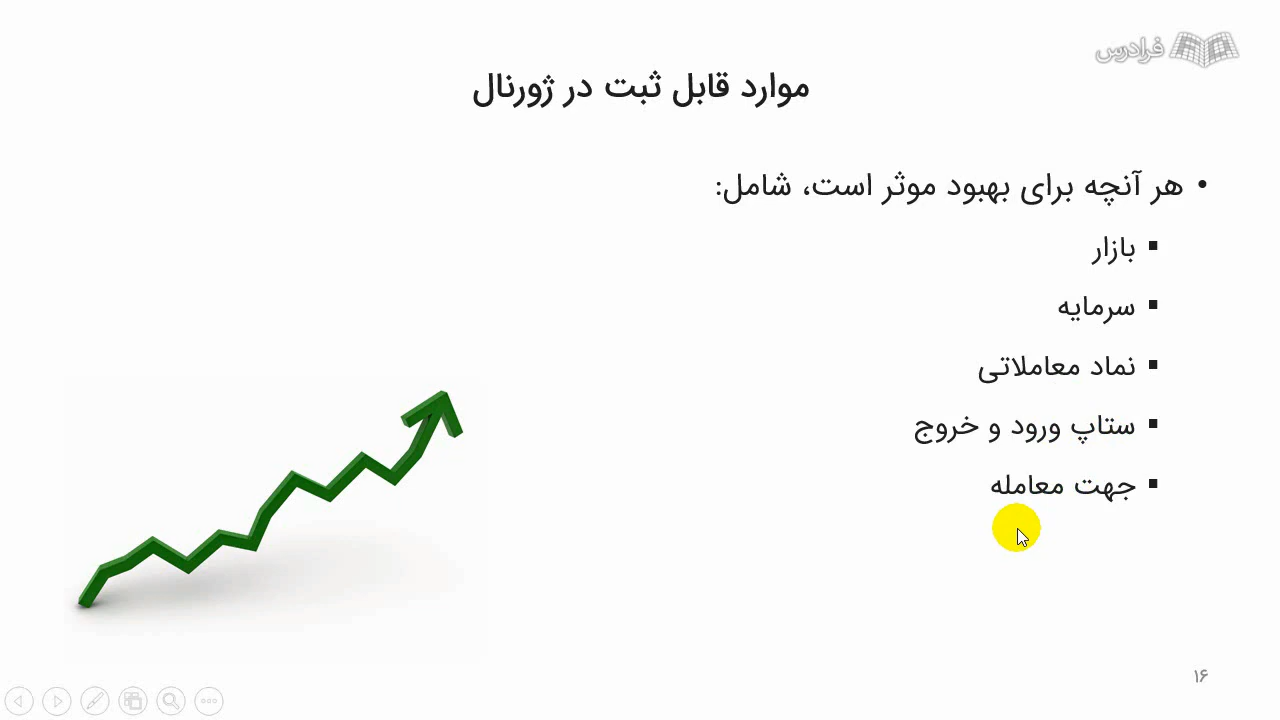 فرادرس
موارد قابل ثبت در ژورنال
• هر آنچه برای بهبود موثر است، شامل:
▪ بازار
▪ سرمایه
▪ نماد معاملاتی
▪ ستاپ ورود و خروج
▪ جهت معامله
۱۶